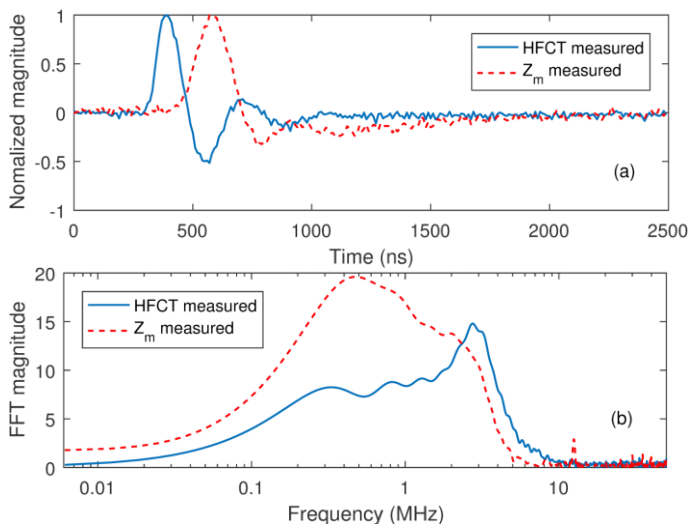 1
0.5
0
-0.5
-1
Nomalized magnitude
HFCT measured
Zm measured
(a)
0 500 1000 1500 2000 2500
Time (ns)
20
15
10
5
0
FFT magnitude
HFCT measured
Zm measured
(b)
0.01 0.1 1 10
Frequency (MHz)